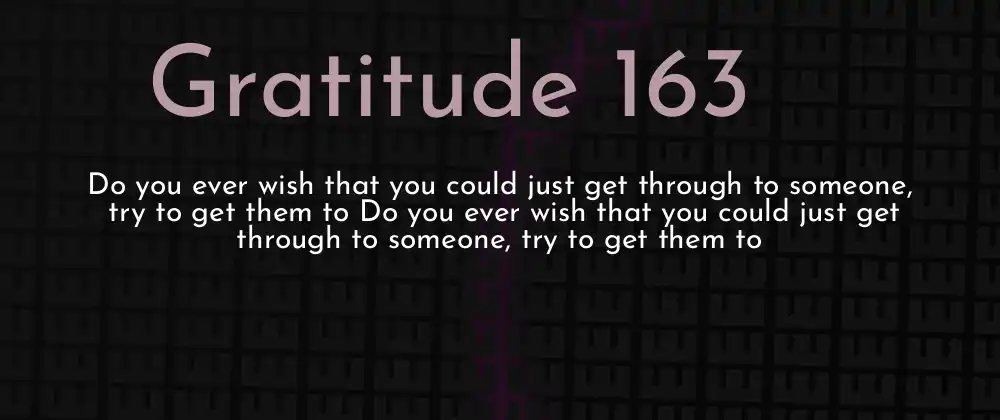 Gratitude 163
Do you ever wish that you could just get through to someone,
try to get them to Do you ever wish that you could just get
through to someone, try to get them to